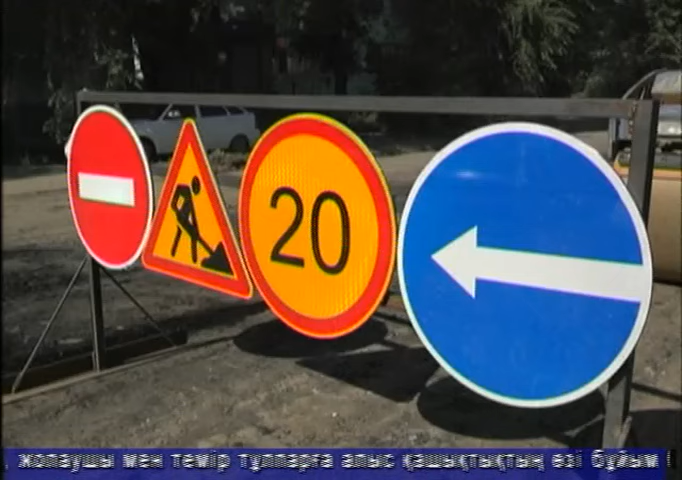 20
, жолаушы мен темір тұлпарға алыс қашықтықтың өзі бұйым